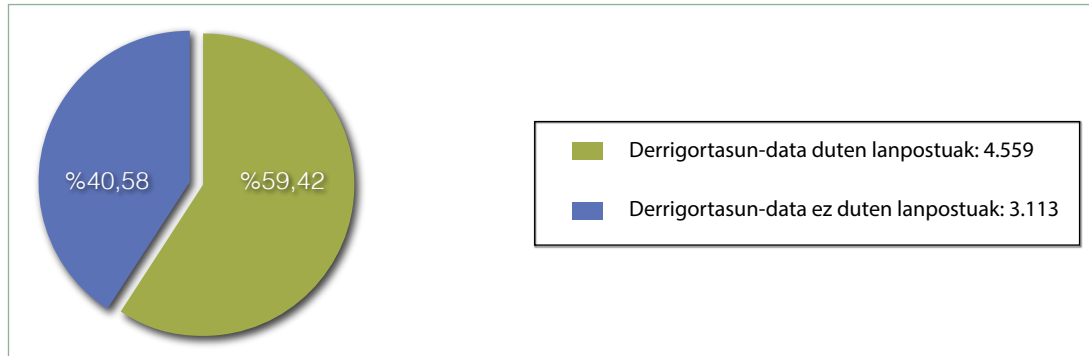 %40,58
%59,42
Derrigortasun-data duten lanpostuak: 4.559
Derrigortasun-data ez duten lanpostuak: 3.113